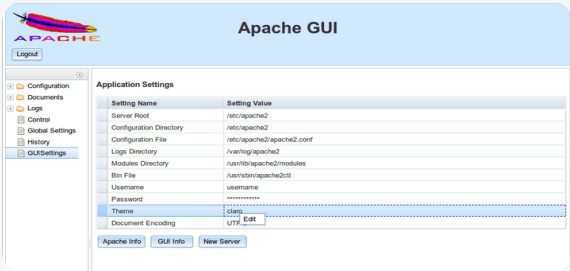 Apache GUI
APACHE
Logout
Configuration
Documents
Logs
Control
Global Settings
History
GUISettings
Application Settings
Setting Name Setting Value
Server Root /etc/apache2
Configuration Directory /etc/apache2
Configuration File /etc/apache2/apache2.conf
Logs Directory /var/log/apache2
Modules Directory /usr/lib/apache2/modules
Bin File /usr/sbin/apache2ctl
Username username
Password ************
Theme claro
Edit
Document Encoding
Apache Info GUI Info New Server